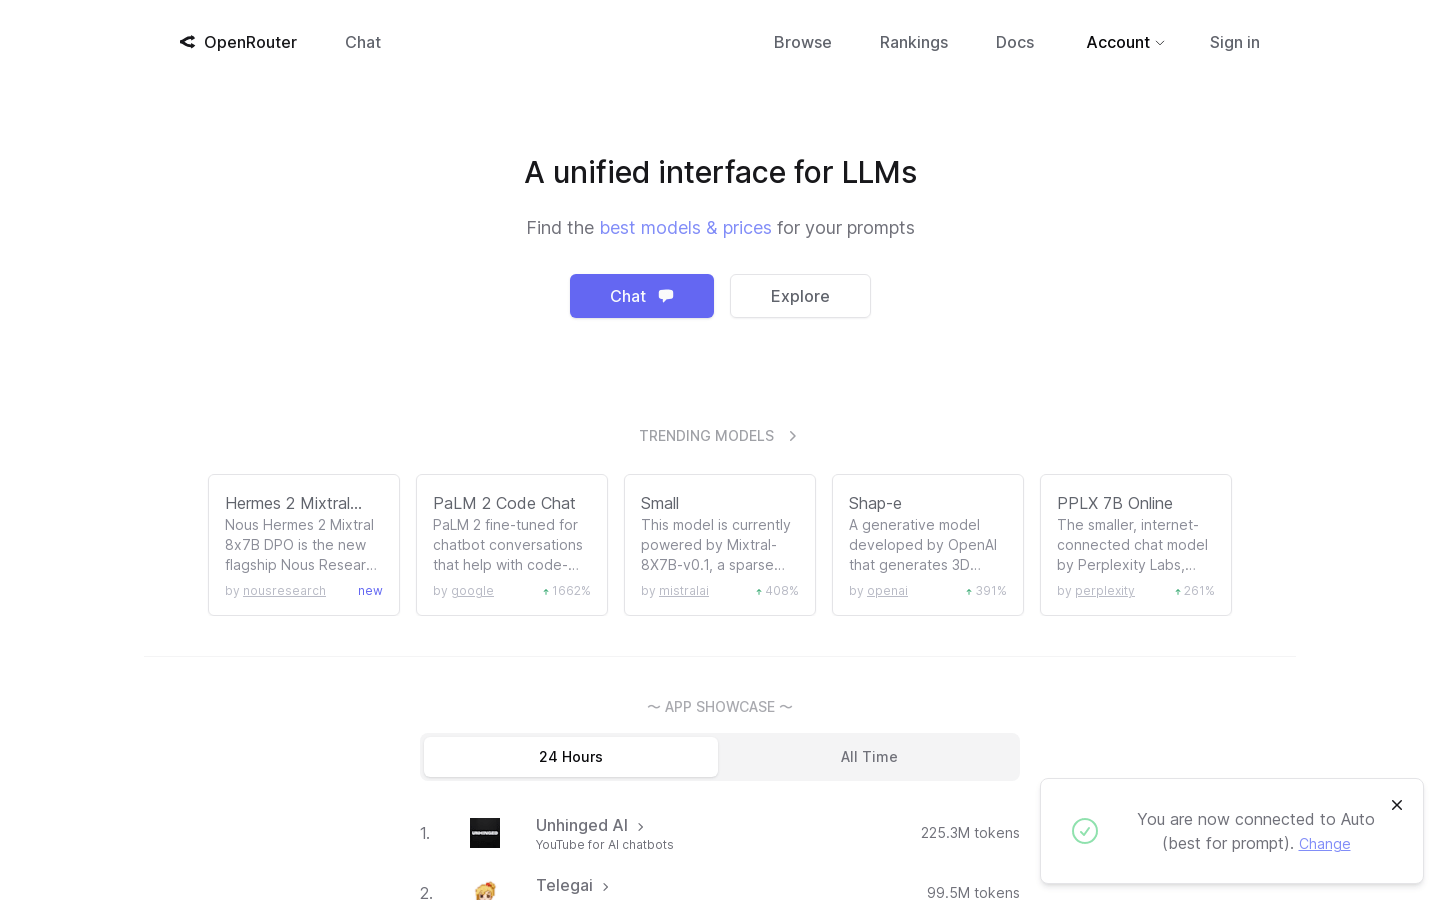 OpenRouter
Chat
Browse
Rankings
Docs
Account
Sign in
A unified interface for LLMs
Find the best models & prices for your prompts
Chat
Explore
TRENDING MODELS
Hermes 2 Mixtral...
Nous Hermes 2 Mixtral
8x7B DPO is the new
flagship Nous Resear...
by nousresearch
new
PaLM 2 Code Chat
PaLM 2 fine-tuned for
chatbot conversations
that help with code-...
by google
1662%
Small
This model is currently
powered by Mixtral-
8X7B-v0.1, a sparse...
by mistralai
408%
Shap-e
A generative model
developed by OpenAI
that generates 3D...
by openai
391%
PPLX 7B Online
The smaller, internet-
connected chat model
by Perplexity Labs,...
by perplexity
261%
〜 APP SHOWCASE 〜
24 Hours
All Time
1.
UNHINGED
Unhinged AI
YouTube for AI chatbots
225.3M tokens
2.
Telegai
99.5M tokens
You are now connected to Auto
(best for prompt). Change